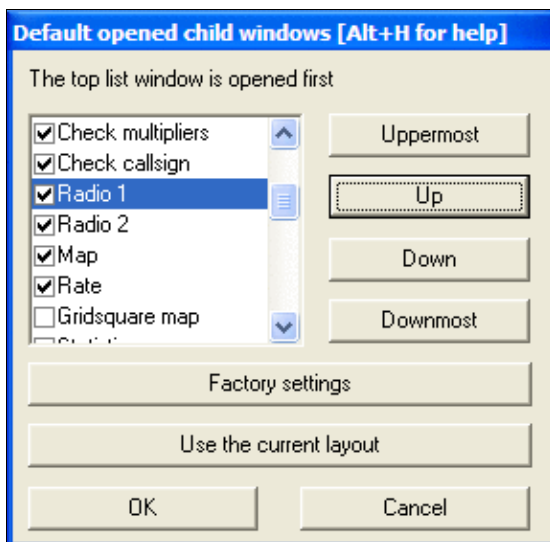 Default opened child windows [Alt+H for help]
The top list window is opened first
Check multipliers
Check callsign
Radio 1
Radio 2
Map
Rate
Gridsquare map
Uppermost
Up
Down
Downmost
Factory settings
Use the current layout
OK
Cancel